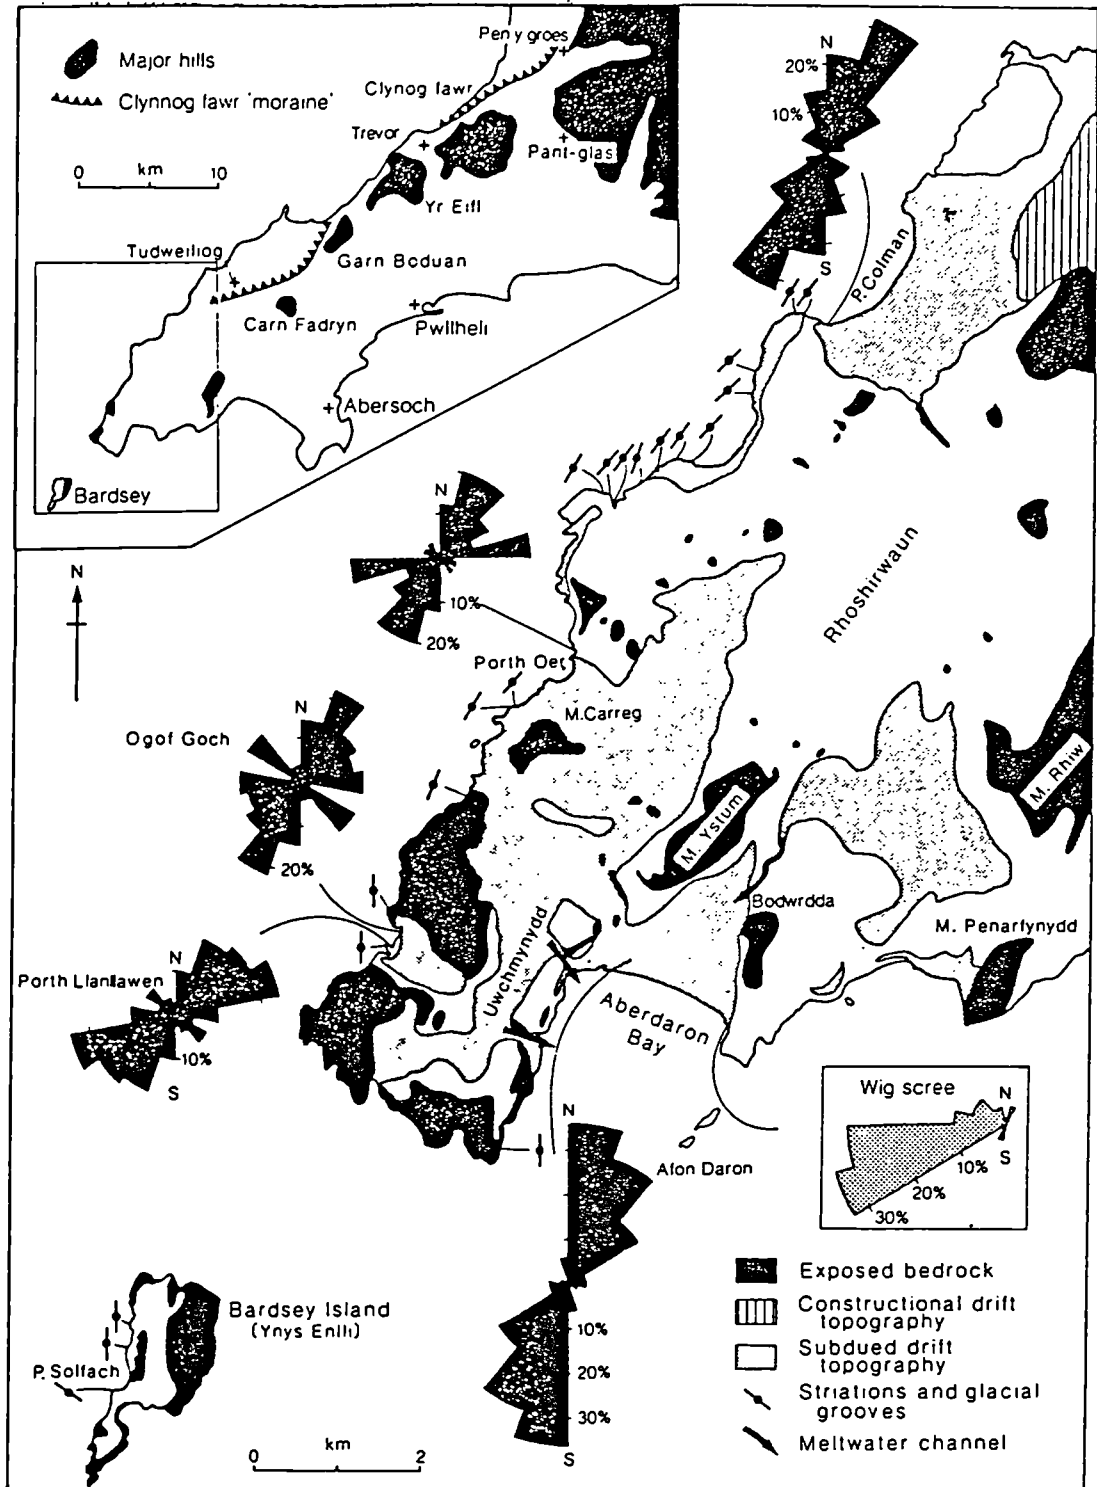 Major hills
Clynnog fawr 'moraine'
0 km 10
Penygroes
Clynog fawr
Trevor
Pant-glas
Yr Eifl
Tudweiliog
Garn Boduan
Carn Fadryn
Pwllheli
Abersoch
Bardsey
N
20%
10%
S
P. Colman
N
N
10%
20%
Porth Oer
Rhoshirwaun
M. Carreg
Ogof Goch
N
20%
M. Rhiw
M. Ystum
Bodwrdda
M. Penarfynydd
Uwchmynydd
Porth Llanllawen
N
10%
S
Aberdaron
Bay
Wig scree
N
S
10%
20%
30%
N
Afon Daron
10%
20%
30%
S
Bardsey Island
(Ynys Enlli)
P. Solfach
0 km 2
Exposed bedrock
Constructional drift
topography
Subdued drift
topography
Striations and glacial
grooves
Meltwater channel